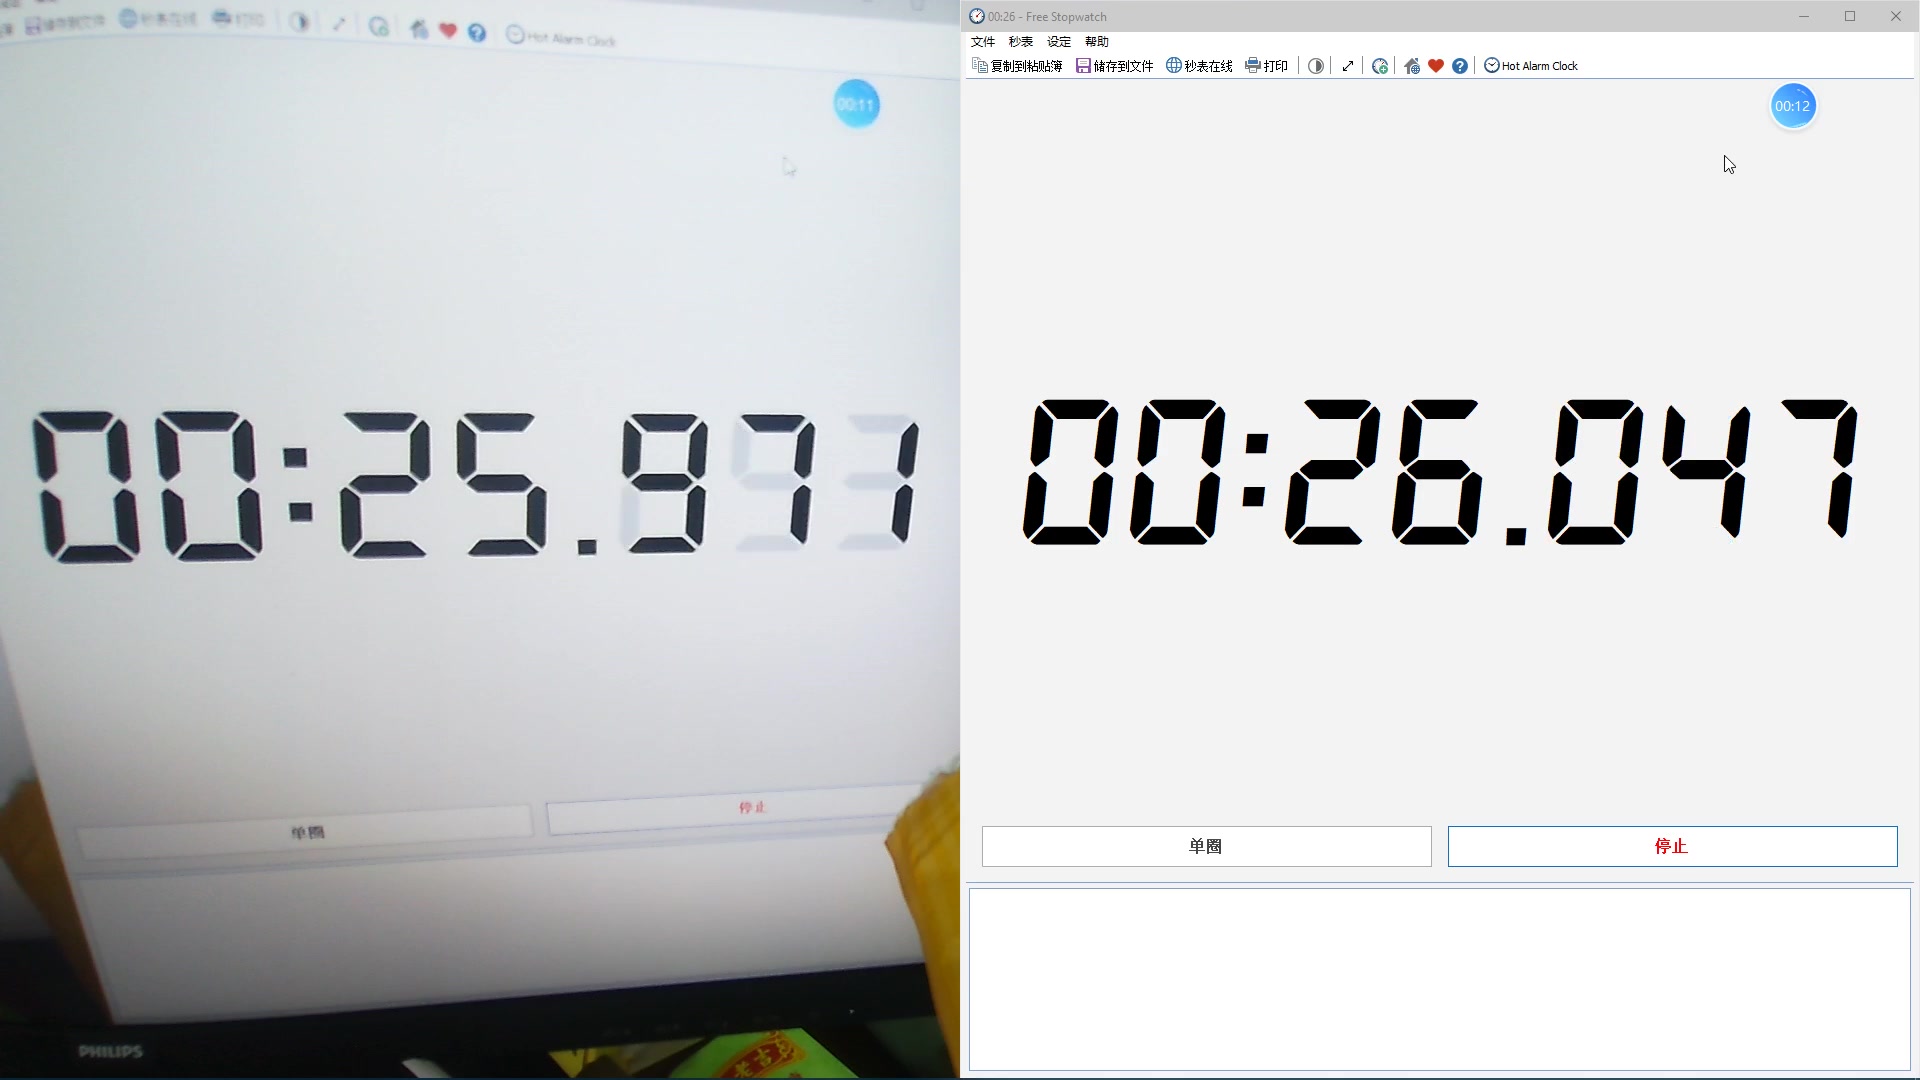 储存到文件 秒表在线 打印 Hot Alarm Clock
00:11
00:25.971
单圈 停止
PHILIPS
00:26 - Free Stopwatch
文件 秒表 设定 帮助
复制到粘贴簿 储存到文件 秒表在线 打印 Hot Alarm Clock
00:12
00:26.047
单圈 停止